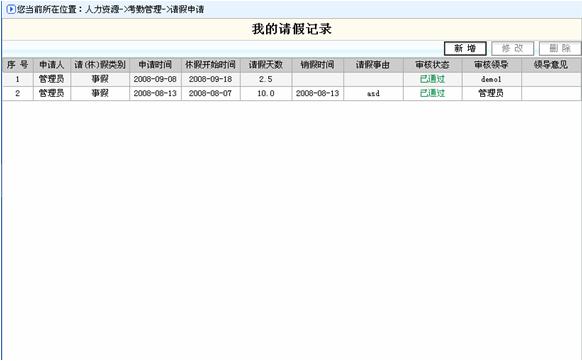 您当前所在位置：人力资源->考勤管理->请假申请
我的请假记录
新 增 修 改 删 除
序 号 申请人 请(休)假类别 申请时间 休假开始时间 请假天数 销假时间 请假事由 审核状态 审核领导 领导意见
1 管理员 事假 2008-09-08 2008-09-18 2.5 已通过 demo1
2 管理员 事假 2008-08-13 2008-08-07 10.0 2008-08-13 asd 已通过 管理员